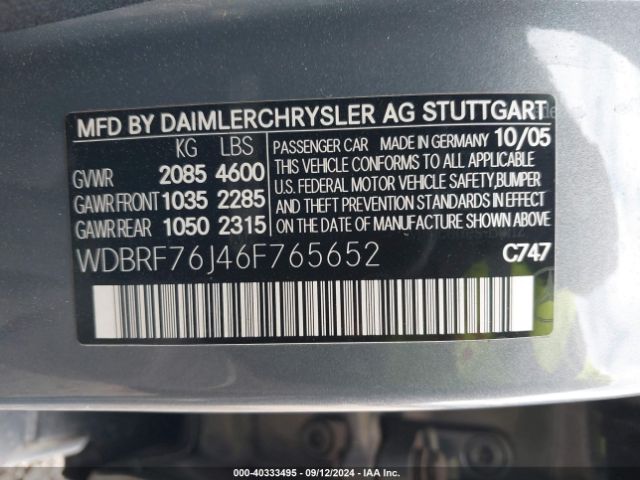 MFD BY DAIMLERCHRYSLER AG STUTTGART
KG LBS
GVWR 2085 4600
GAWR FRONT 1035 2285
GAWR REAR 1050 2315
PASSENGER CAR MADE IN GERMANY 10/05
THIS VEHICLE CONFORMS TO ALL APPLICABLE
U.S. FEDERAL MOTOR VEHICLE SAFETY,BUMPER
AND THEFT PREVENTION STANDARDS IN EFFECT
ON THE DATE OF MANUFACTURE SHOWN ABOVE
WDBRF76J46F765652 C747
000-40333495 - 09/12/2024 - IAA Inc.